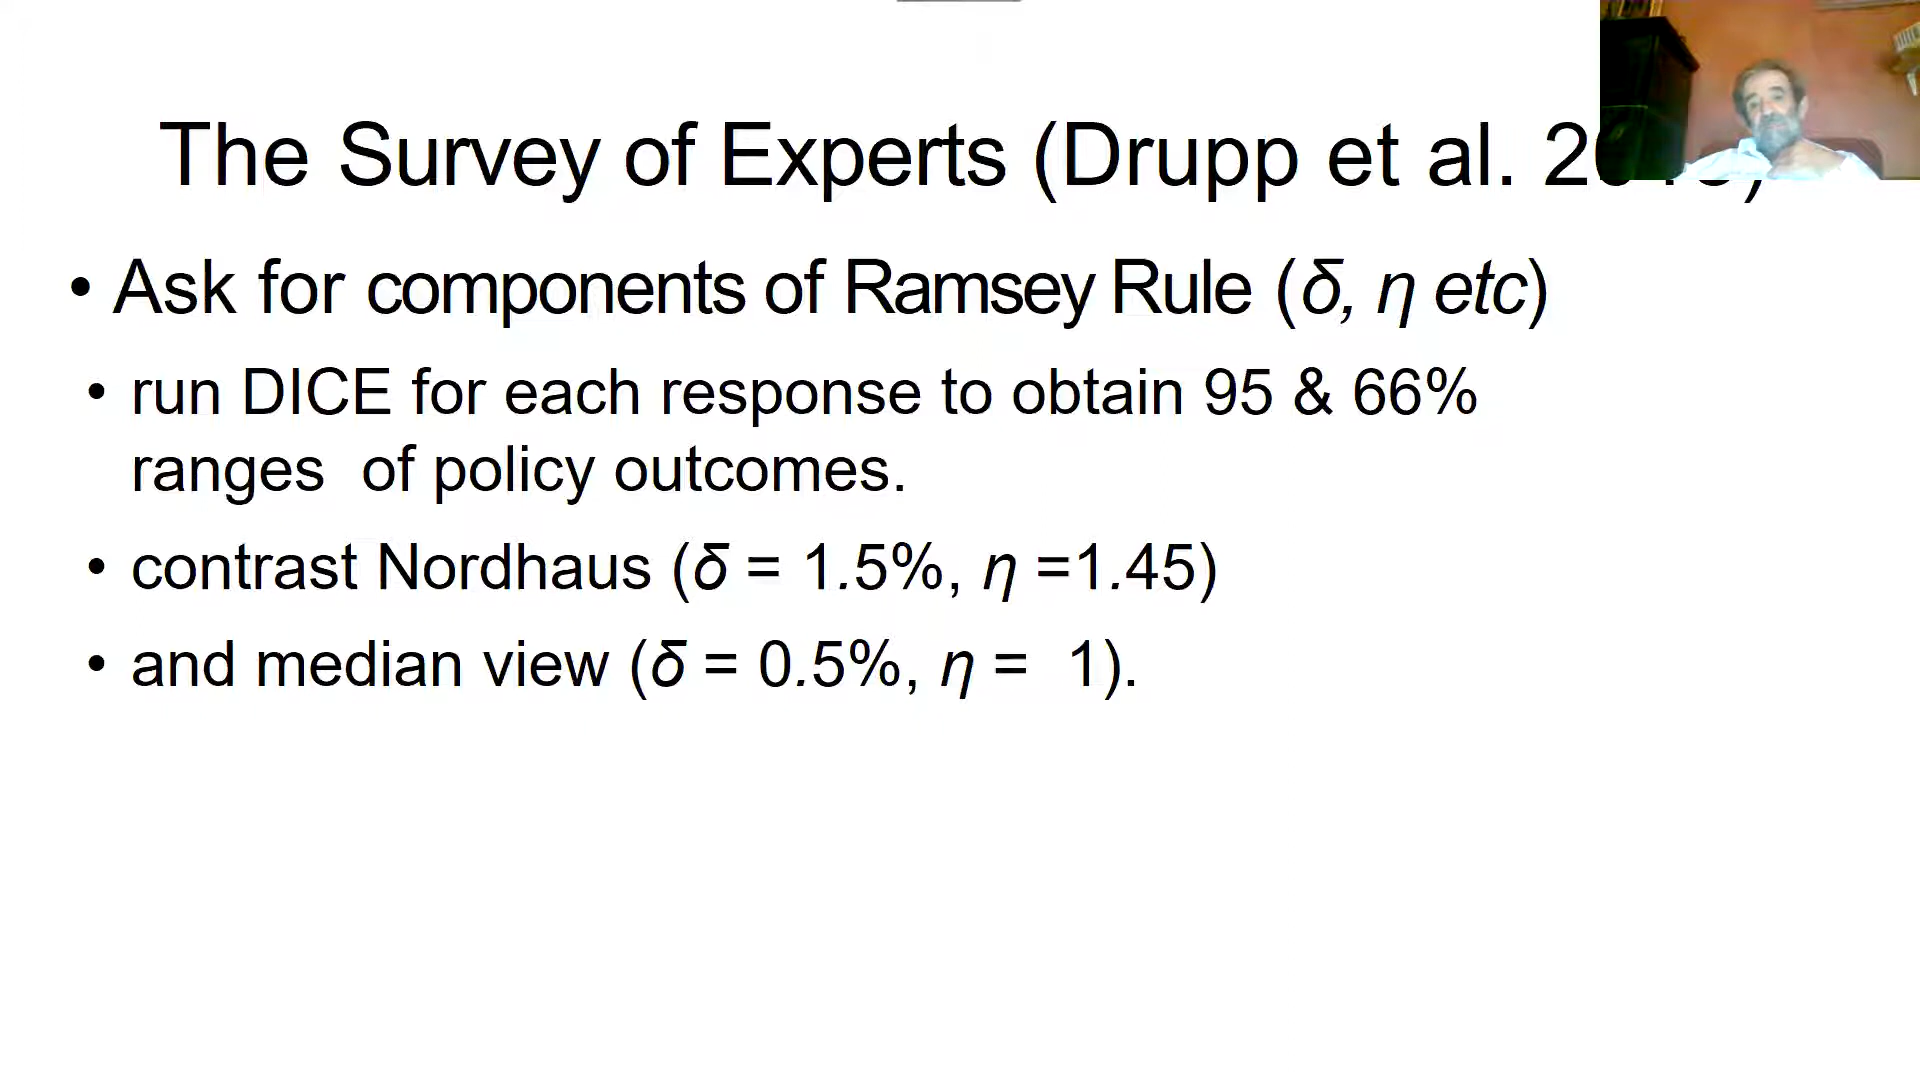 The Survey of Experts (Drupp et al.
• Ask for components of Ramsey Rule (δ, η etc)
• run DICE for each response to obtain 95 & 66%
ranges of policy outcomes.
• contrast Nordhaus (δ = 1.5%, η =1.45)
• and median view (δ = 0.5%, η = 1).